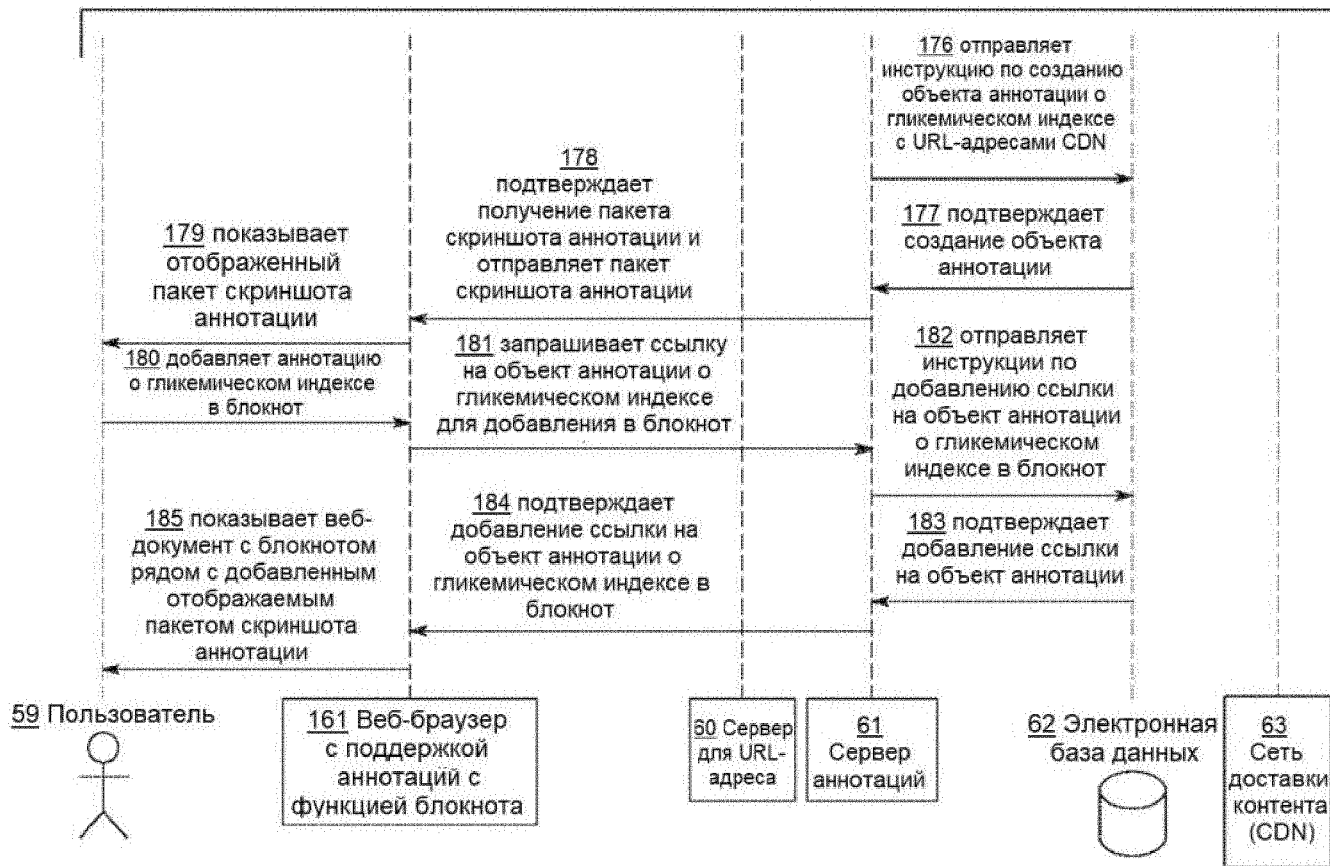 176 отправляет
инструкцию по созданию
объекта аннотации о
гликемическом индексе
с URL-адресами CDN
178
подтверждает
получение пакета
скриншота аннотации и
отправляет пакет
скриншота аннотации
177 подтверждает
создание объекта
аннотации
179 показывает
отображенный
пакет скриншота
аннотации
180 добавляет аннотацию
о гликемическом индексе
в блокнот
181 запрашивает ссылку
на объект аннотации о
гликемическом индексе
для добавления в блокнот
182 отправляет
инструкции по
добавлению ссылки
на объект аннотации
о гликемическом
индексе в блокнот
185 показывает веб-
документ с блокнотом
рядом с добавленным
отображаемым
пакетом скриншота
аннотации
184 подтверждает
добавление ссылки на
объект аннотации о
гликемическом индексе в
блокнот
183 подтверждает
добавление ссылки
на объект аннотации
59 Пользователь
161 Веб-браузер
с поддержкой
аннотаций с
функцией блокнота
60 Сервер
для URL-
адреса
61
Сервер
аннотаций
62 Электронная
база данных
63
Сеть
доставки
контента
(CDN)